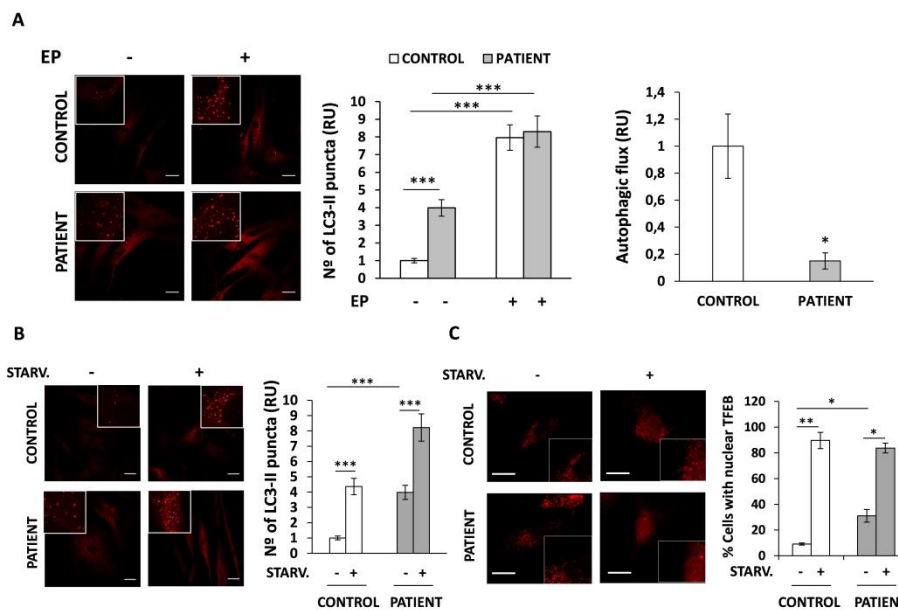 A
EP - +
CONTROL
PATIENT
CONTROL PATIENT
Nº of LC3-II puncta (RU)
10
9
8
7
6
5
4
3
2
1
0
***
***
***
EP - - + +
Autophagic flux (RU)
1,4
1,2
1
0,8
0,6
0,4
0,2
0
*
CONTROL PATIENT
B
STARV. - +
CONTROL
PATIENT
Nº of LC3-II puncta (RU)
10
9
8
7
6
5
4
3
2
1
0
***
***
***
STARV. - + - +
CONTROL PATIENT
C
STARV. - +
CONTROL
PATIENT
% Cells with nuclear TFEB
120
100
80
60
40
20
0
*
**
*
STARV. - + - +
CONTROL PATIEN